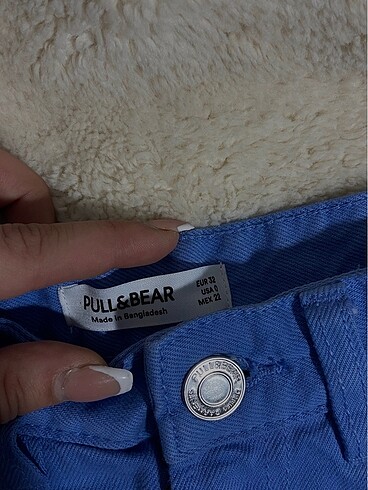 PULL&BEAR
Made in Bangladesh
EUR 32
USA 0
MEX 22
PULL&BEAR